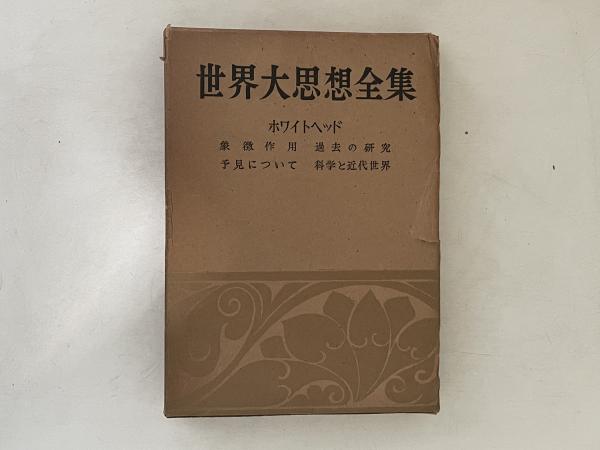 世界大思想全集
ホワイトヘッド
象徴作用 過去の研究
予見について 科学と近代世界